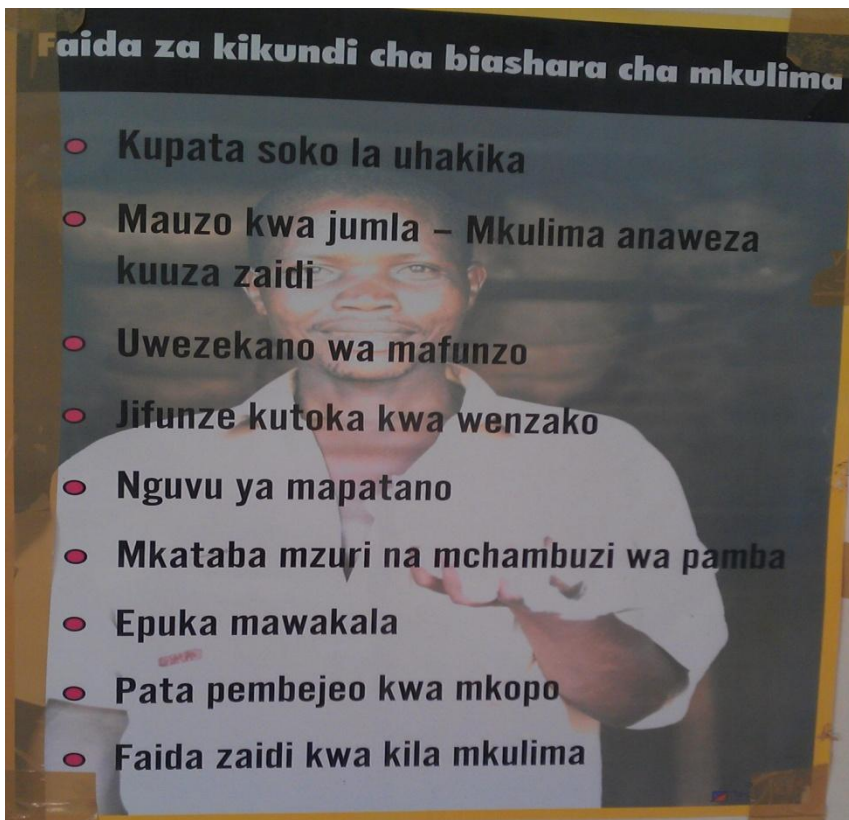 Faida za kikundi cha biashara cha mkulima
Kupata soko la uhakika
Mauzo kwa jumla – Mkulima anaweza
kuuza zaidi
Uwezekano wa mafunzo
Jifunze kutoka kwa wenzako
Nguvu ya mapatano
Mkataba mzuri na mchambuzi wa pamba
Epuka mawakala
Pata pembejeo kwa mkopo
Faida zaidi kwa kila mkulima